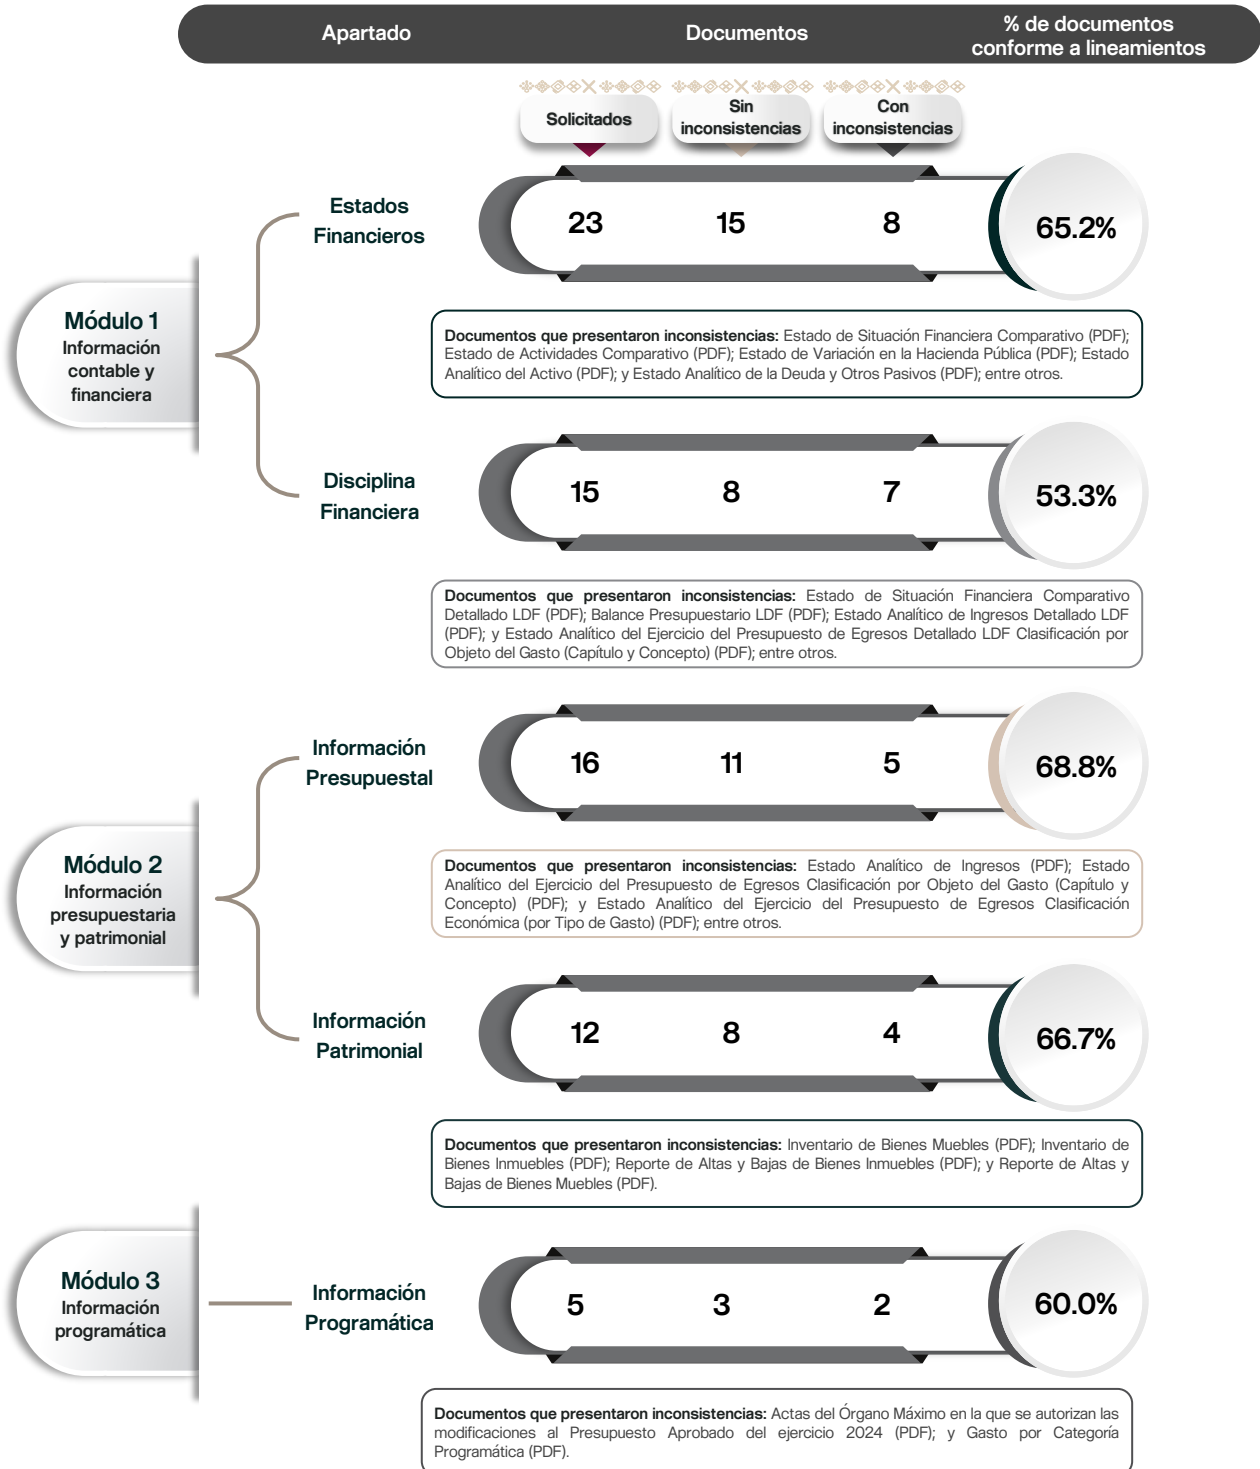 Apartado
Documentos
% de documentos
conforme a lineamientos
Solicitados
Sin
inconsistencias
Con
inconsistencias
Módulo 1
Información
contable y
financiera
Estados
Financieros
23
15
8
65.2%
Documentos que presentaron inconsistencias: Estado de Situación Financiera Comparativo (PDF);
Estado de Actividades Comparativo (PDF); Estado de Variación en la Hacienda Pública (PDF); Estado
Analítico del Activo (PDF); y Estado Analítico de la Deuda y Otros Pasivos (PDF); entre otros.
Disciplina
Financiera
15
8
7
53.3%
Documentos que presentaron inconsistencias: Estado de Situación Financiera Comparativo
Detallado LDF (PDF); Balance Presupuestario LDF (PDF); Estado Analítico de Ingresos Detallado LDF
(PDF); y Estado Analítico del Ejercicio del Presupuesto de Egresos Detallado LDF Clasificación por
Objeto del Gasto (Capítulo y Concepto) (PDF); entre otros.
Módulo 2
Información
presupuestaria
y patrimonial
Información
Presupuestal
16
11
5
68.8%
Documentos que presentaron inconsistencias: Estado Analítico de Ingresos (PDF); Estado
Analítico del Ejercicio del Presupuesto de Egresos Clasificación por Objeto del Gasto (Capítulo y
Concepto) (PDF); y Estado Analítico del Ejercicio del Presupuesto de Egresos Clasificación
Económica (por Tipo de Gasto) (PDF); entre otros.
Información
Patrimonial
12
8
4
66.7%
Documentos que presentaron inconsistencias: Inventario de Bienes Muebles (PDF); Inventario de
Bienes Inmuebles (PDF); Reporte de Altas y Bajas de Bienes Inmuebles (PDF); y Reporte de Altas y
Bajas de Bienes Muebles (PDF).
Módulo 3
Información
programática
Información
Programática
5
3
2
60.0%
Documentos que presentaron inconsistencias: Actas del Órgano Máximo en la que se autorizan las
modificaciones al Presupuesto Aprobado del ejercicio 2024 (PDF); y Gasto por Categoría
Programática (PDF).